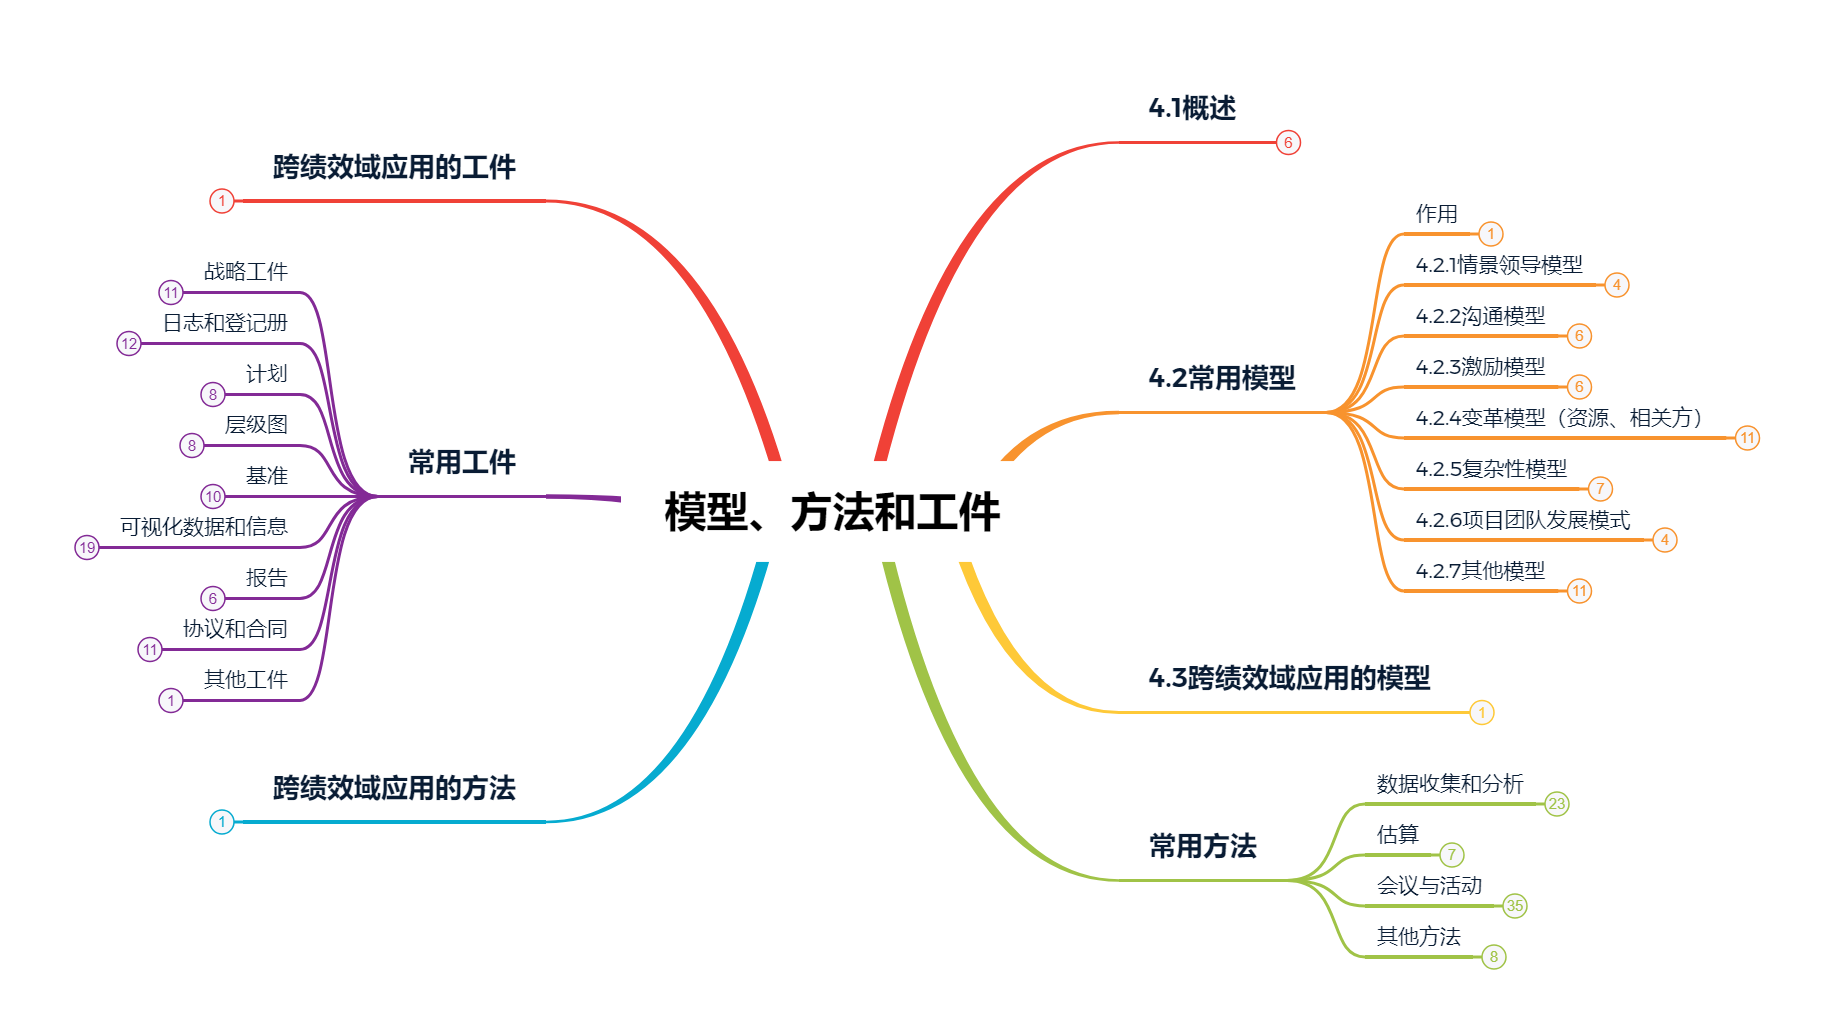 模型、方法和工件
4.1概述
6
4.2常用模型
作用
1
4.2.1情景领导模型
4
4.2.2沟通模型
6
4.2.3激励模型
6
4.2.4变革模型（资源、相关方）
11
4.2.5复杂性模型
7
4.2.6项目团队发展模式
4
4.2.7其他模型
11
4.3跨绩效域应用的模型
1
常用方法
数据收集和分析
23
估算
7
会议与活动
35
其他方法
8
跨绩效域应用的工件
1
常用工件
战略工件
11
日志和登记册
12
计划
8
层级图
8
基准
10
可视化数据和信息
19
报告
6
协议和合同
11
其他工件
1
跨绩效域应用的方法
1